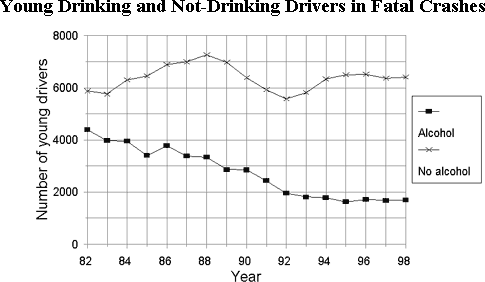 Young Drinking and Not-Drinking Drivers in Fatal Crashes
Number of young drivers
8000
6000
4000
2000
0
82 84 86 88 90 92 94 96 98
Year
Alcohol
No alcohol